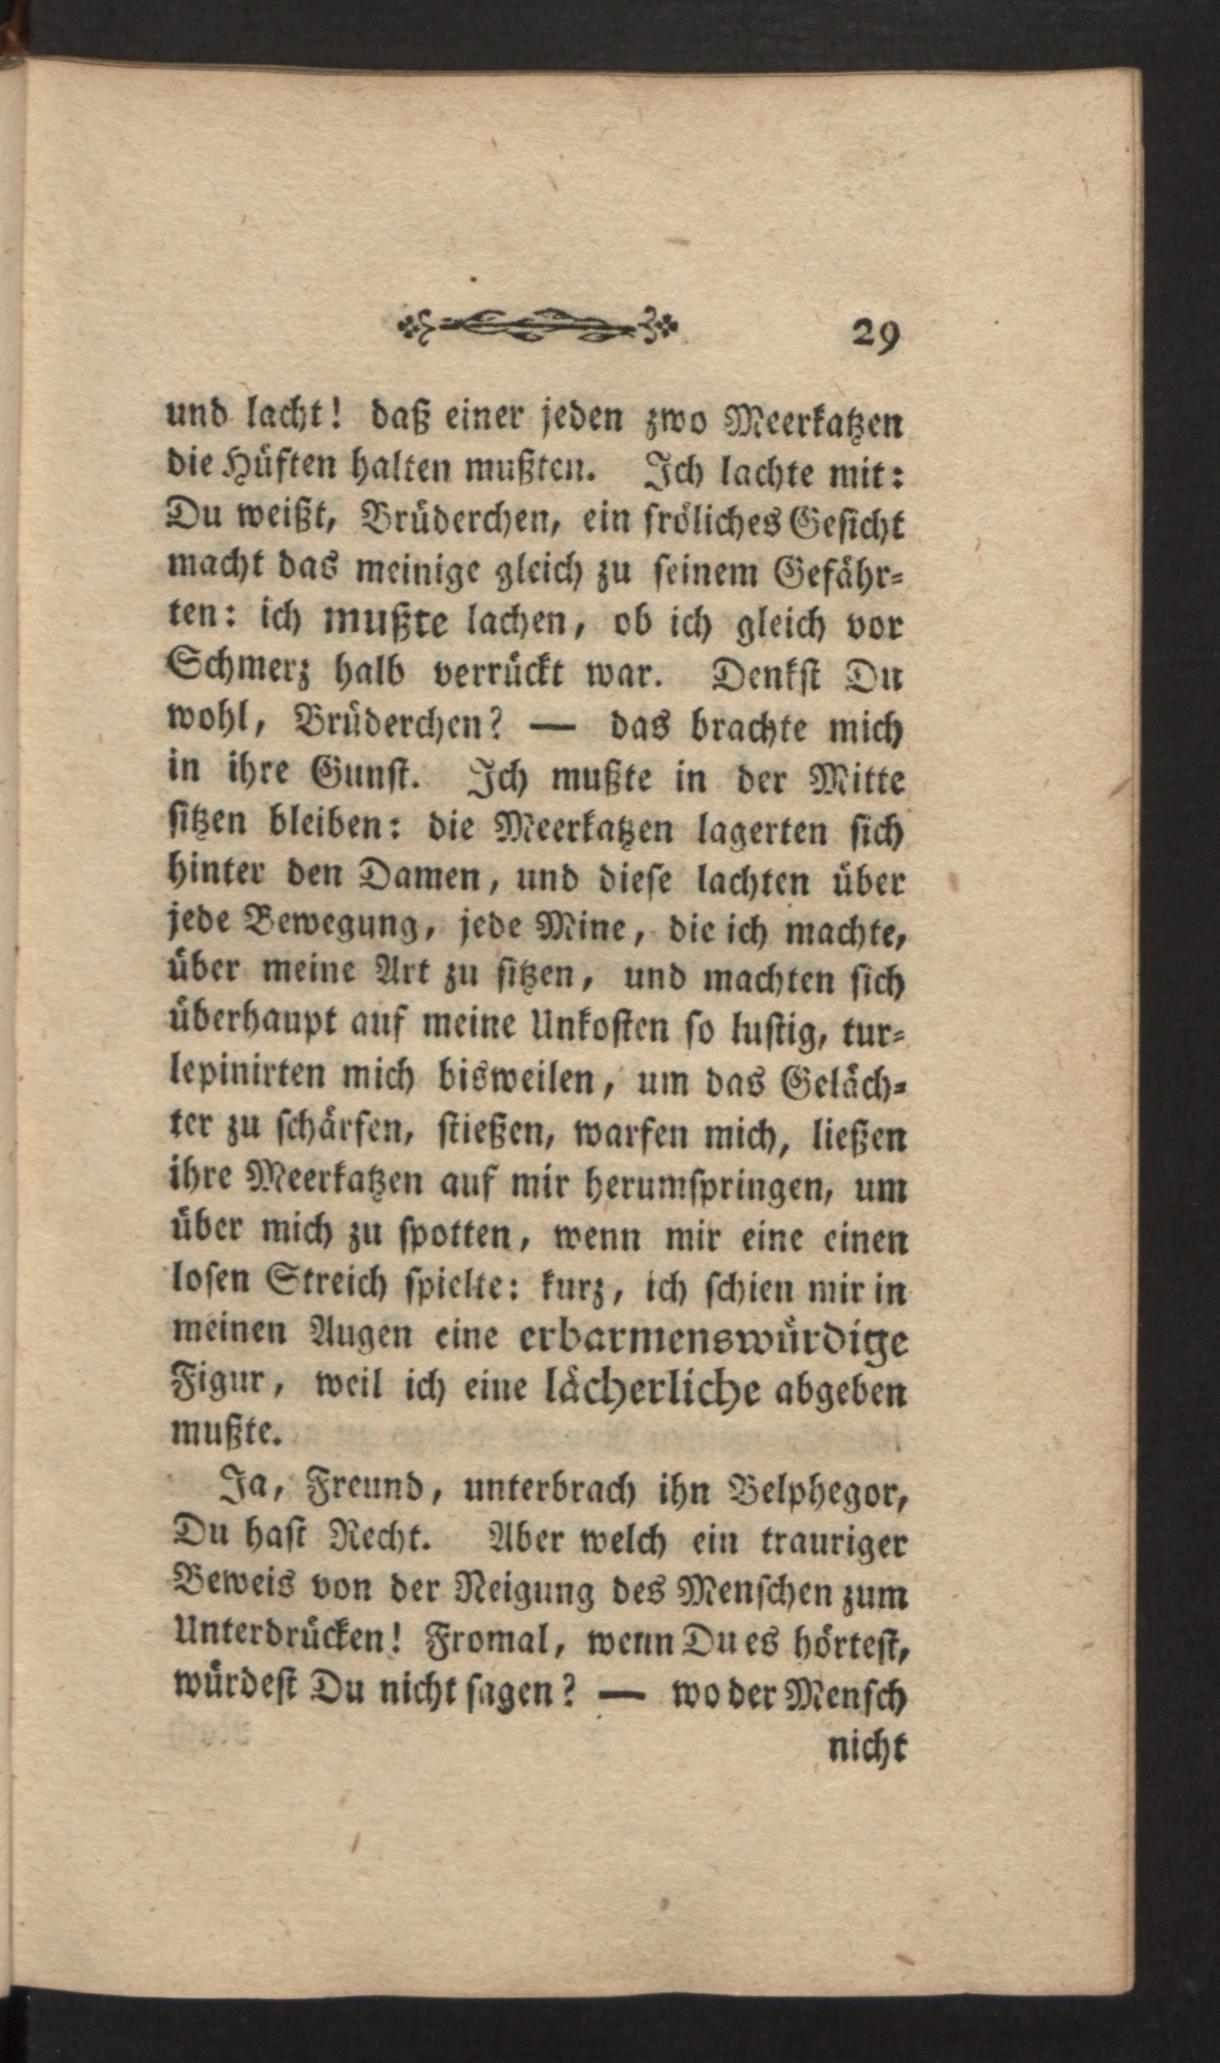 29
und lacht! daß einer jeden zwo Meerkatzen
die Hüften halten mußten. Ich lachte mit:
Du weißt, Brüderchen, ein fröliches Gesicht
macht das meinige gleich zu seinem Gefähr-
ten: ich mußte lachen, ob ich gleich vor
Schmerz halb verrückt war. Denkst Du
wohl, Brüderchen? — das brachte mich
in ihre Gunst. Ich mußte in der Mitte
sitzen bleiben: die Meerkatzen lagerten sich
hinter den Damen, und diese lachten über
jede Bewegung, jede Mine, die ich machte,
über meine Art zu sitzen, und machten sich
überhaupt auf meine Unkosten so lustig, tur-
lepinirten mich bisweilen, um das Geläch-
ter zu schärfen, stießen, warfen mich, ließen
ihre Meerkatzen auf mir herumspringen, um
über mich zu spotten, wenn mir eine einen
losen Streich spielte: kurz, ich schien mir in
meinen Augen eine erbarmenswürdige
Figur, weil ich eine lächerliche abgeben
mußte.
Ja, Freund, unterbrach ihn Belphegor,
Du hast Recht. Aber welch ein trauriger
Beweis von der Neigung des Menschen zum
Unterdrücken! Fromal, wenn Du es hörtest,
würdest Du nicht sagen? — wo der Mensch
nicht